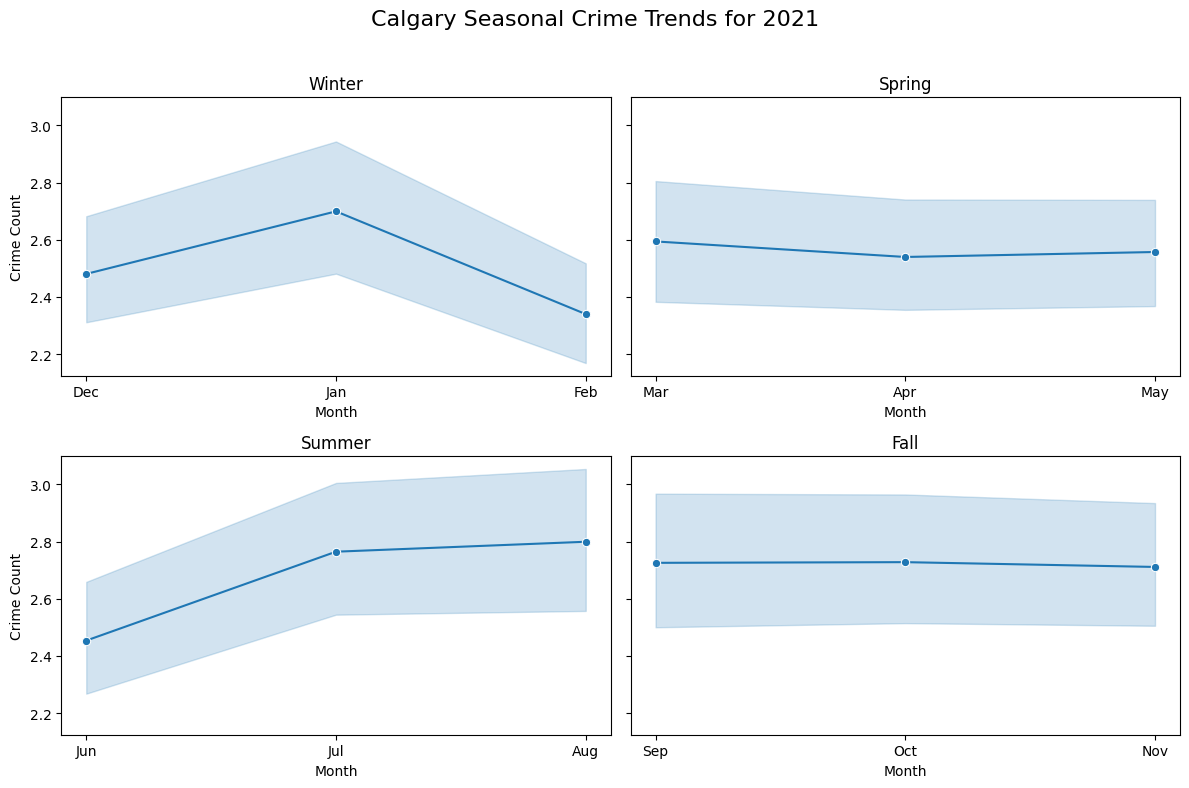 Calgary Seasonal Crime Trends for 2021
Winter
Spring
3.0
2.8
2.6
2.4
2.2
Crime Count
Dec
Jan
Feb
Month
Mar
Apr
May
Month
Summer
Fall
3.0
2.8
2.6
2.4
2.2
Crime Count
Jun
Jul
Aug
Month
Sep
Oct
Nov
Month